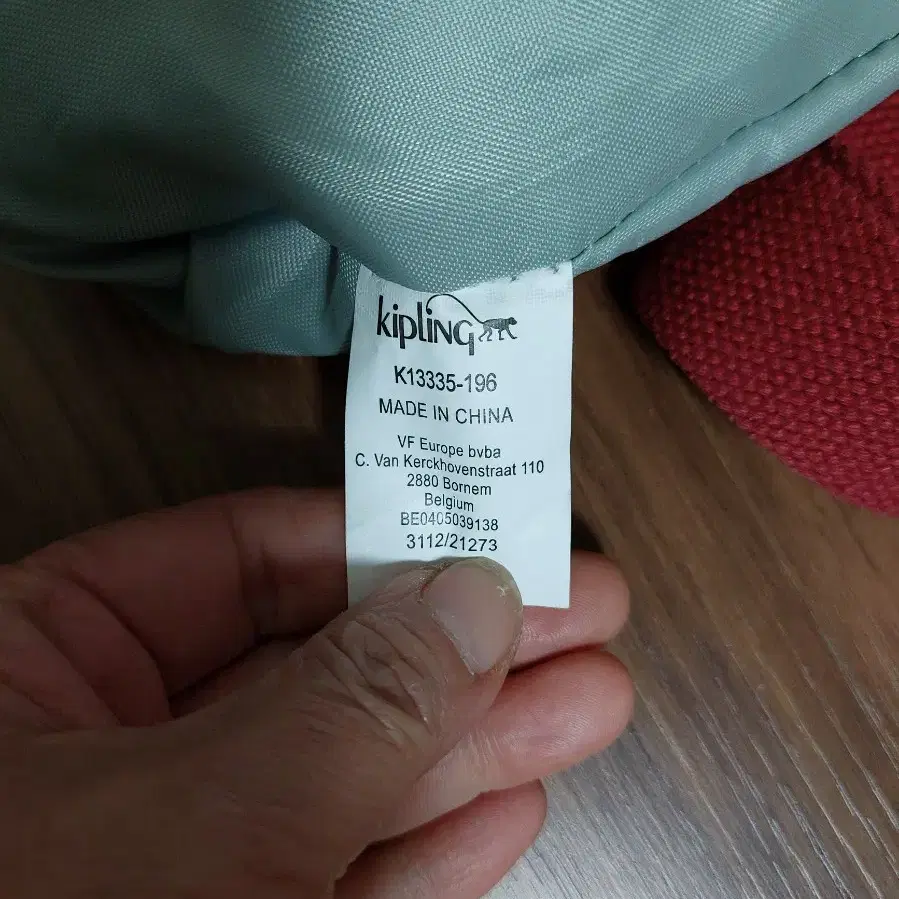 kipling
K13335-196
MADE IN CHINA
VF Europe bvba
C. Van Kerckhovenstraat 110
2880 Bornem
Belgium
BE0405039138
3112/21273